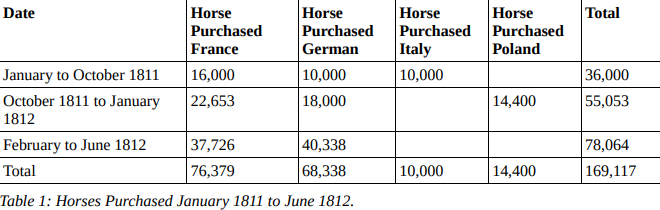 Date Horse Purchased France Horse Purchased German Horse Purchased Italy Horse Purchased Poland Total
January to October 1811 16,000 10,000 10,000 36,000
October 1811 to January 1812 22,653 18,000 14,400 55,053
February to June 1812 37,726 40,338 78,064
Total 76,379 68,338 10,000 14,400 169,117
Table 1: Horses Purchased January 1811 to June 1812.